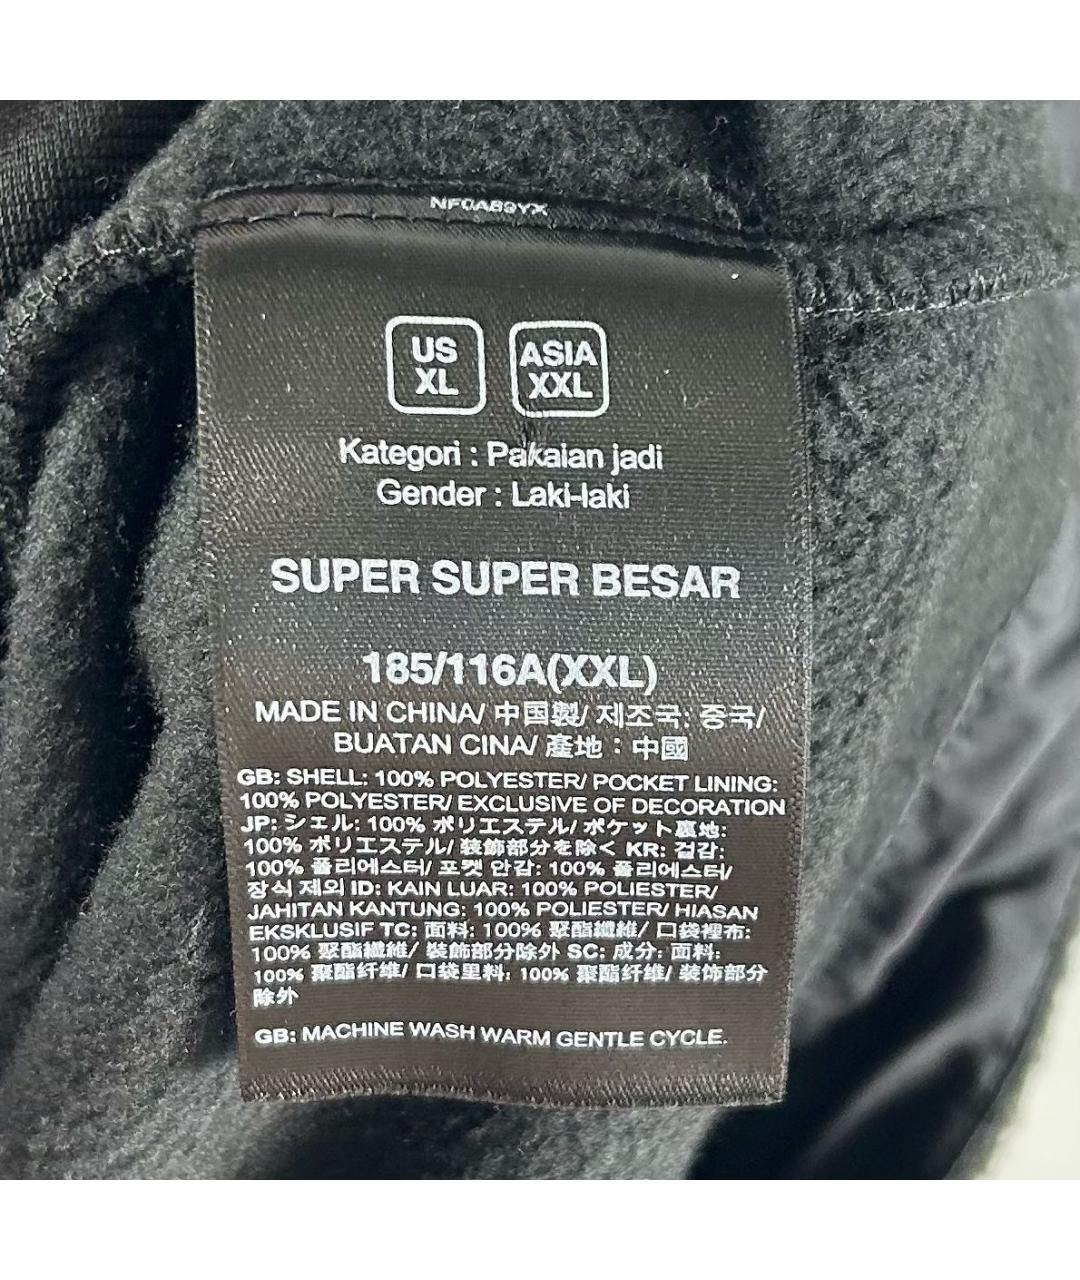 NF0A89YX
US ASIA
XL XXL
Kategori : Pakaian jadi
Gender : Laki-laki
SUPER SUPER BESAR
185/116A(XXL)
MADE IN CHINA/ 中国製/ 제조국: 중국/
BUATAN CINA/ 產地：中國
GB: SHELL: 100% POLYESTER/ POCKET LINING:
100% POLYESTER/ EXCLUSIVE OF DECORATION
JP: シェル: 100% ポリエステル/ ポケット裏地:
100% ポリエステル/ 装飾部分を除く KR: 겉감:
100% 폴리에스터/ 포켓 안감: 100% 폴리에스터/
장식 제외 ID: KAIN LUAR: 100% POLIESTER/
JAHITAN KANTUNG: 100% POLIESTER/ HIASAN
EKSKLUSIF TC: 面料: 100% 聚酯纖維/ 口袋裡布:
100% 聚酯纖維/ 裝飾部分除外 SC: 成分: 面料:
100% 聚酯纤维/ 口袋里料: 100% 聚酯纤维/ 装饰部分
除外
GB: MACHINE WASH WARM GENTLE CYCLE.